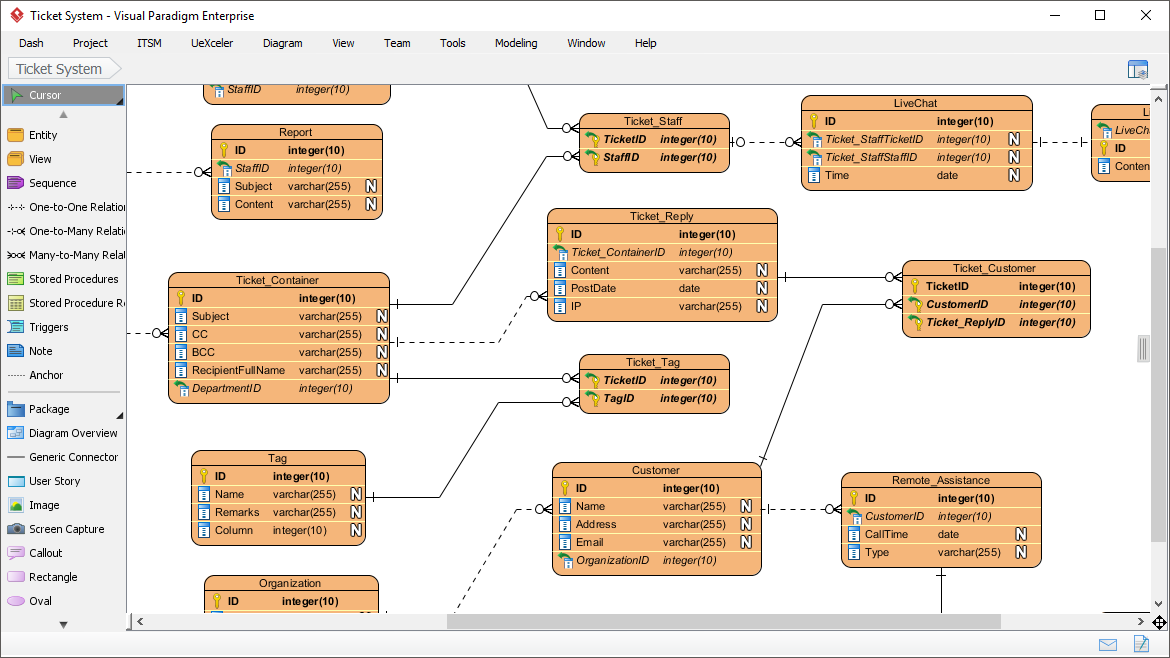 Ticket System - Visual Paradigm Enterprise
Dash Project ITSM UeXceler Diagram View Team Tools Modeling Window Help
Ticket System
Cursor
Entity
View
Sequence
One-to-One Relatio
One-to-Many Relati
Many-to-Many Relat
Stored Procedures
Stored Procedure Re
Triggers
Note
Anchor
Package
Diagram Overview
Generic Connector
User Story
Image
Screen Capture
Callout
Rectangle
Oval
StaffID integer(10)
Report
ID integer(10)
StaffID integer(10)
Subject varchar(255) N
Content varchar(255) N
Ticket_Staff
TicketID integer(10)
StaffID integer(10)
LiveChat
ID integer(10)
Ticket_StaffTicketID integer(10) N
Ticket_StaffStaffID integer(10) N
Time date N
L
LiveCha
ID
Conten
Ticket_Reply
ID integer(10)
Ticket_ContainerID integer(10)
Content varchar(255) N
PostDate date N
IP varchar(255) N
Ticket_Customer
TicketID integer(10)
CustomerID integer(10)
Ticket_ReplyID integer(10)
Ticket_Container
ID integer(10)
Subject varchar(255) N
CC varchar(255) N
BCC varchar(255) N
RecipientFullName varchar(255) N
DepartmentID integer(10)
Ticket_Tag
TicketID integer(10)
TagID integer(10)
Tag
ID integer(10)
Name varchar(255) N
Remarks varchar(255) N
Column integer(10) N
Customer
ID integer(10)
Name varchar(255) N
Address varchar(255) N
Email varchar(255) N
OrganizationID integer(10)
Remote_Assistance
ID integer(10)
CustomerID integer(10)
CallTime date N
Type varchar(255) N
Organization
ID integer(10)